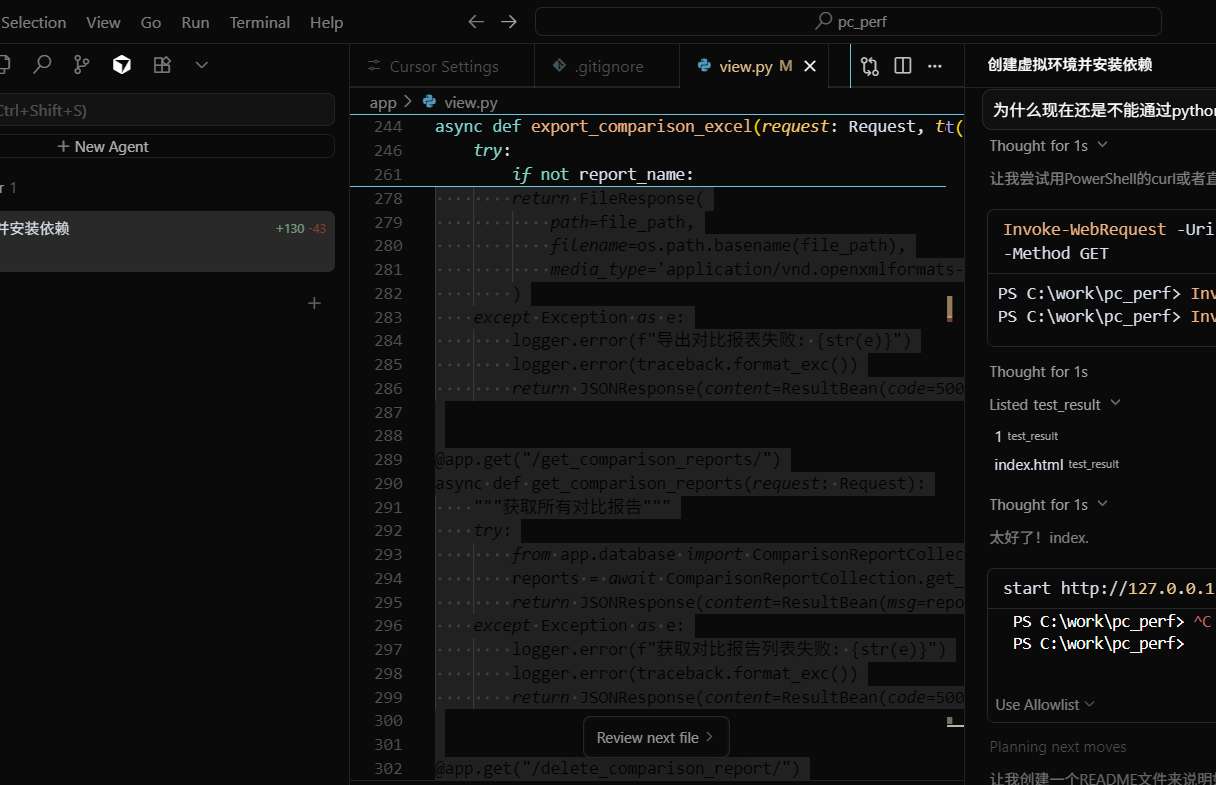 Selection View Go Run Terminal Help
pc_perf
Ctrl+Shift+S)
New Agent
r 1
并安装依赖
+130 -43
Cursor Settings
.gitignore
view.py M
app > view.py
244 async def export_comparison_excel(request: Request, tt(
246 try:
261 if not report_name:
278 return FileResponse(
279 path=file_path,
280 filename=os.path.basename(file_path),
281 media_type='application/vnd.openxmlformats-
282 )
283 except Exception as e:
284 logger.error(f"导出对比报表失败: {str(e)}")
285 logger.error(traceback.format_exc())
286 return JSONResponse(content=ResultBean(code=500
287
288
289 @app.get("/get_comparison_reports/")
290 async def get_comparison_reports(request: Request):
291 """获取所有对比报告"""
292 try:
293 from app.database import ComparisonReportCollec
294 reports = await ComparisonReportCollection.get_
295 return JSONResponse(content=ResultBean(msg=repo
296 except Exception as e:
297 logger.error(f"获取对比报告列表失败: {str(e)}")
298 logger.error(traceback.format_exc())
299 return JSONResponse(content=ResultBean(code=500
300
301
302 @app.get("/delete_comparison_report/")
Review next file >
创建虚拟环境并安装依赖
为什么现在还是不能通过python
Thought for 1s
让我尝试用PowerShell的curl或者直
Invoke-WebRequest -Uri
-Method GET
PS C:\work\pc_perf> Inv
PS C:\work\pc_perf> Inv
Thought for 1s
Listed test_result
1 test_result
index.html test_result
Thought for 1s
太好了！index.
start http://127.0.0.1
PS C:\work\pc_perf> ^C
PS C:\work\pc_perf>
Use Allowlist
Planning next moves
让我创建一个README文件来说明如